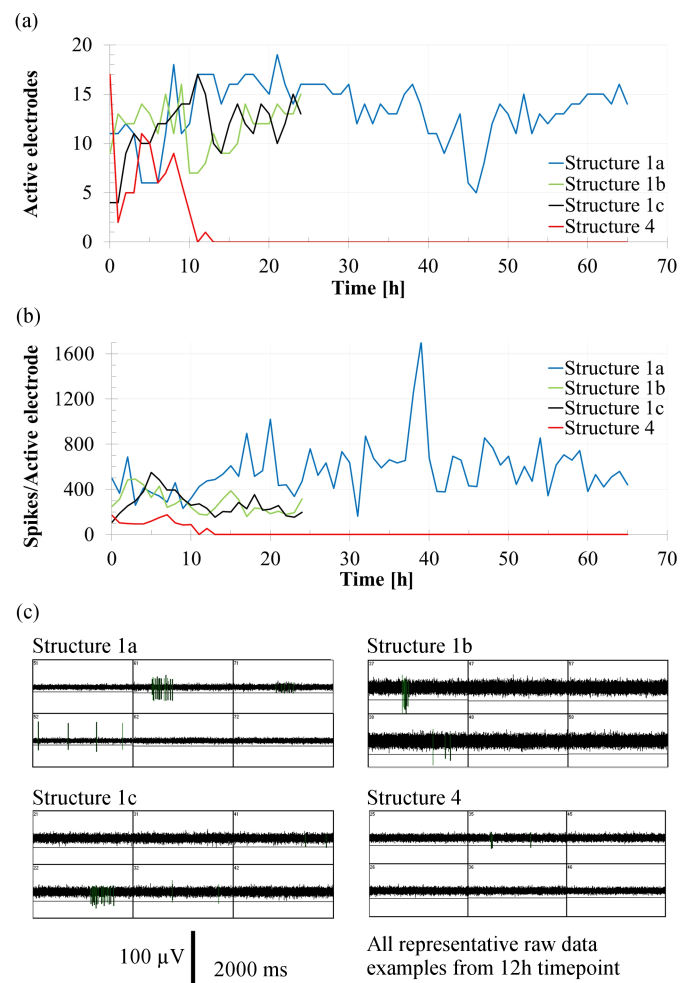 (a)
Active electrodes
20
15
10
5
0
0 10 20 30 40 50 60 70
Time [h]
Structure 1a
Structure 1b
Structure 1c
Structure 4
(b)
Spikes/Active electrode
1600
1200
800
400
0
0 10 20 30 40 50 60 70
Time [h]
Structure 1a
Structure 1b
Structure 1c
Structure 4
(c)
Structure 1a
51 61 71
52 62 72
Structure 1b
37 47 57
38 48 58
Structure 1c
21 31 41
22 32 42
Structure 4
25 35 45
26 36 46
100 µV
2000 ms
All representative raw data
examples from 12h timepoint